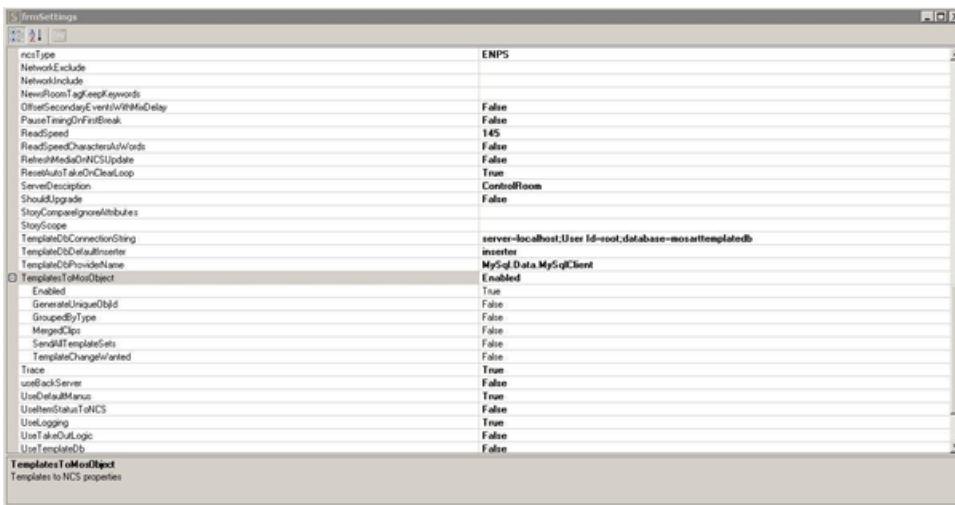 frmSettings
ncsType ENPS
NetworkExclude
NetworkInclude
NewsRoomTagKeepKeywords
OffsetSecondaryEventsWithMixDelay False
PauseTimingOnFirstBreak False
ReadSpeed 145
ReadSpeedCharactersAsWords False
RefreshMediaOnNCSUpdate False
ResetAutoTakeOnClearLoop True
ServerDescirption ControlRoom
ShouldUpgrade False
StoryCompareIgnoreAttributes
StoryScope
TemplateDbConnectionString server=localhost;User Id=root;database=mosarttemplatedb
TemplateDbDefaultInserter inserter
TemplateDbProviderName MySql.Data.MySqlClient
TemplatesToMosObject Enabled
Enabled True
GenerateUniqueObjId False
GroupedByType False
MergedClips False
SendAllTemplateSets False
TemplateChangeWanted False
Trace True
useBackServer False
UseDefaultManus True
UseItemStatusToNCS False
UseLogging True
UseTakeOutLogic False
UseTemplateDb False
TemplatesToMosObject
Templates to NCS properties